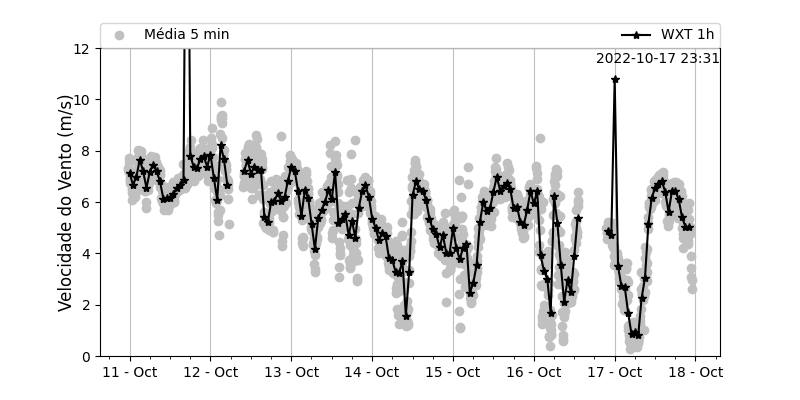 Média 5 min
WXT 1h
2022-10-17 23:31
Velocidade do Vento (m/s)
12
10
8
6
4
2
0
11 - Oct
12 - Oct
13 - Oct
14 - Oct
15 - Oct
16 - Oct
17 - Oct
18 - Oct